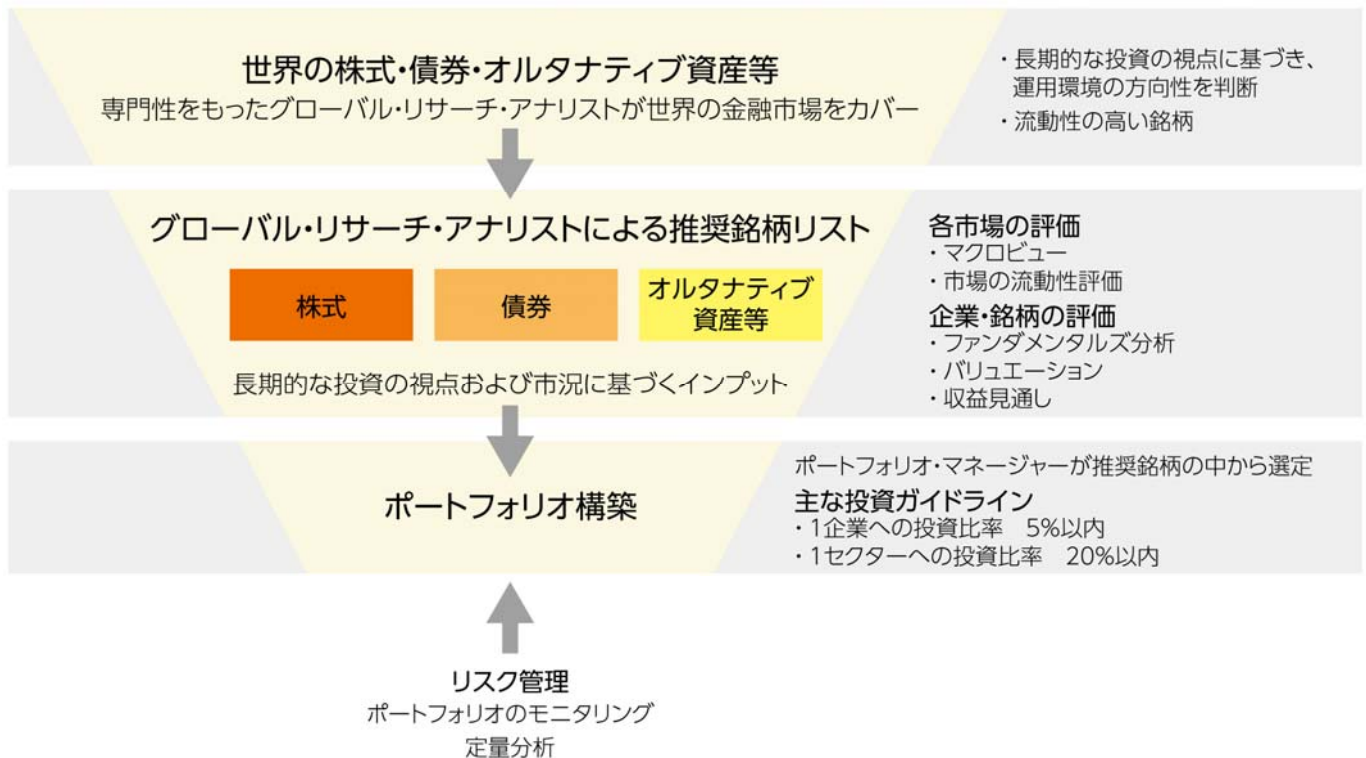 世界の株式・債券・オルタナティブ資産等
専門性をもったグローバル・リサーチ・アナリストが世界の金融市場をカバー
・長期的な投資の視点に基づき、
運用環境の方向性を判断
・流動性の高い銘柄
グローバル・リサーチ・アナリストによる推奨銘柄リスト
株式
債券
オルタナティブ
資産等
長期的な投資の視点および市況に基づくインプット
各市場の評価
・マクロビュー
・市場の流動性評価
企業・銘柄の評価
・ファンダメンタルズ分析
・バリュエーション
・収益見通し
ポートフォリオ構築
ポートフォリオ・マネージャーが推奨銘柄の中から選定
主な投資ガイドライン
・1企業への投資比率　5%以内
・1セクターへの投資比率　20%以内
リスク管理
ポートフォリオのモニタリング
定量分析